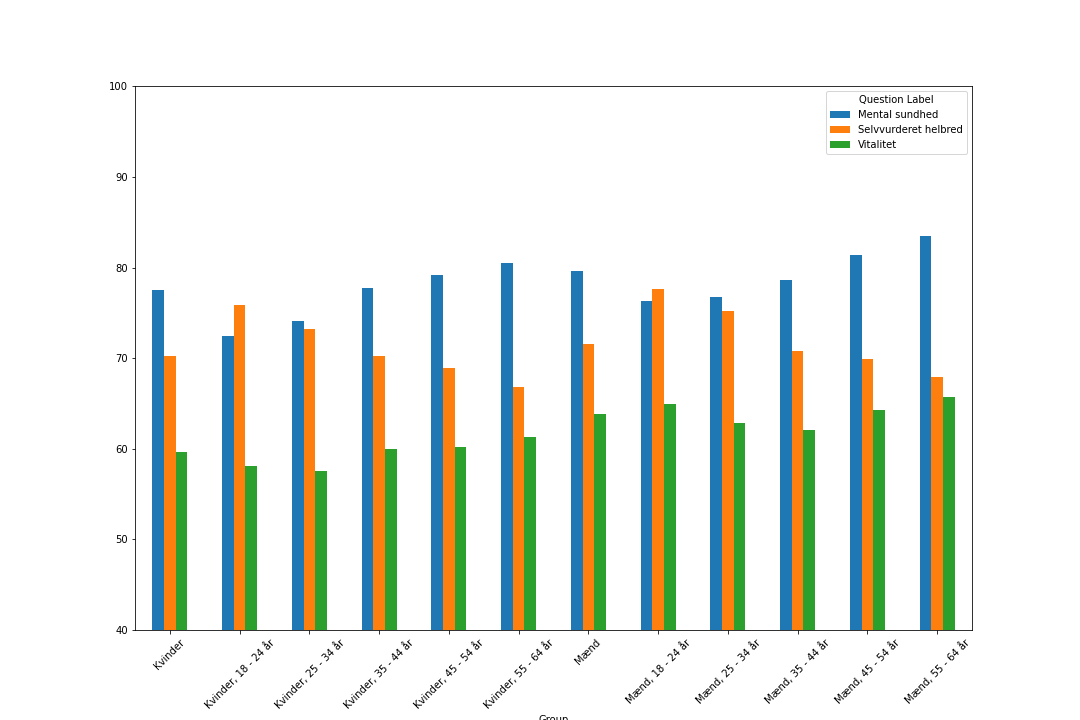 100
90
80
70
60
50
40
Question Label
Mental sundhed
Selvvurderet helbred
Vitalitet
Kvinder
Kvinder, 18 - 24 år
Kvinder, 25 - 34 år
Kvinder, 35 - 44 år
Kvinder, 45 - 54 år
Kvinder, 55 - 64 år
Mænd
Mænd, 18 - 24 år
Mænd, 25 - 34 år
Mænd, 35 - 44 år
Mænd, 45 - 54 år
Mænd, 55 - 64 år
Group